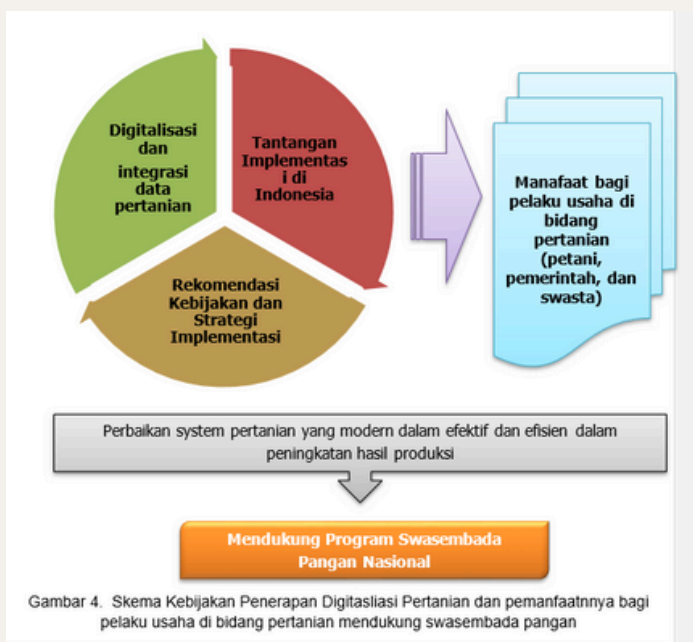 Digitalisasi
dan
integrasi
data
pertanian
Tantangan
Implementas
i di
Indonesia
Rekomendasi
Kebijakan dan
Strategi
Implementasi
Manafaat bagi
pelaku usaha di
bidang
pertanian
(petani,
pemerintah, dan
swasta)
Perbaikan system pertanian yang modern dalam efektif dan efisien dalam
peningkatan hasil produksi
Mendukung Program Swasembada
Pangan Nasional
Gambar 4. Skema Kebijakan Penerapan Digitasliasi Pertanian dan pemanfaatnnya bagi
pelaku usaha di bidang pertanian mendukung swasembada pangan